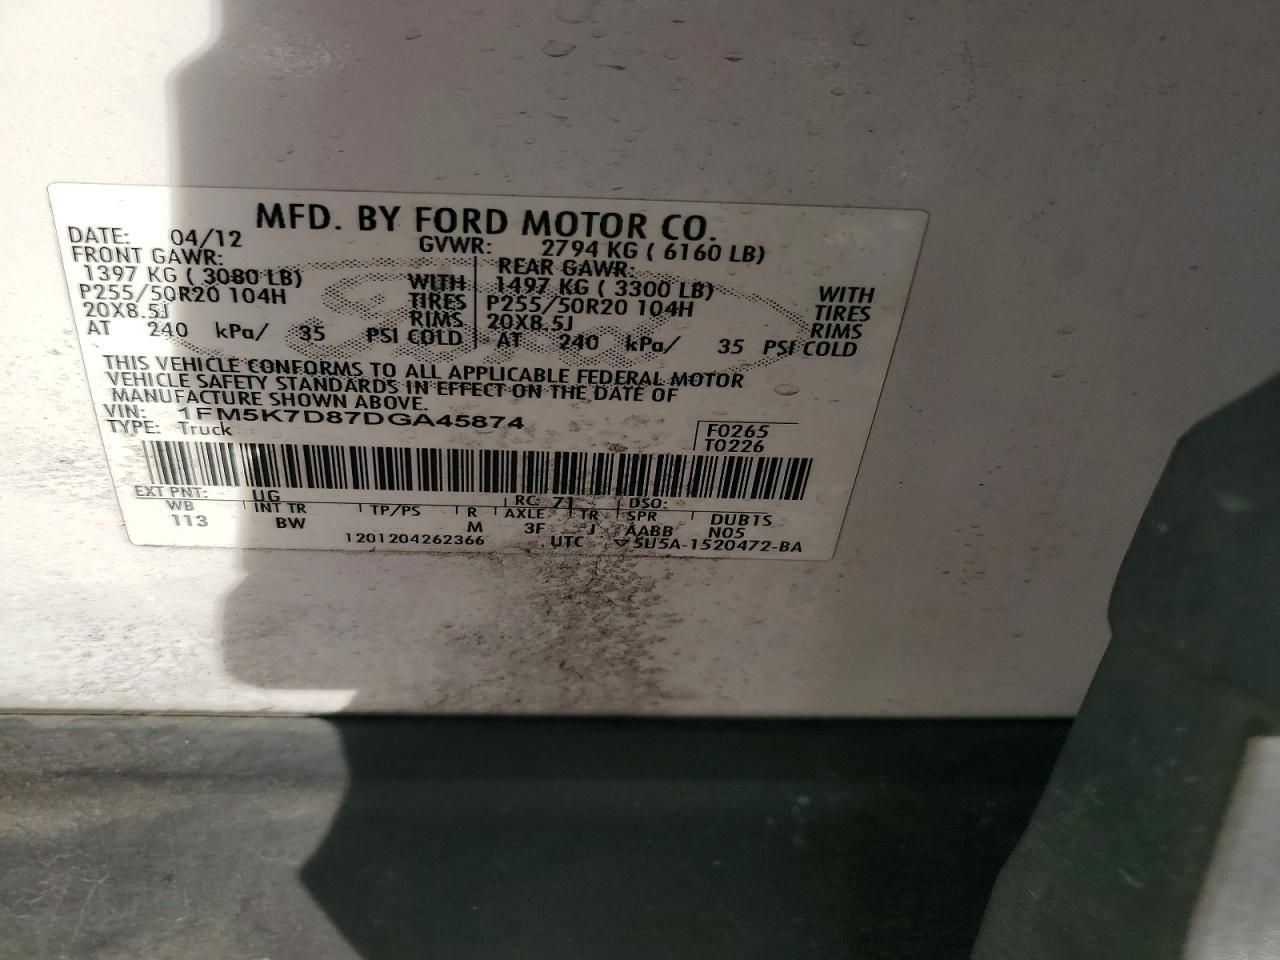 MFD. BY FORD MOTOR CO.
DATE: 04/12 GVWR: 2794 KG ( 6160 LB)
FRONT GAWR: REAR GAWR:
1397 KG ( 3080 LB) WITH 1497 KG ( 3300 LB) WITH
P255/50R20 104H TIRES P255/50R20 104H TIRES
20X8.5J RIMS 20X8.5J RIMS
AT 240 kPa/ 35 PSI COLD AT 240 kPa/ 35 PSI COLD
THIS VEHICLE CONFORMS TO ALL APPLICABLE FEDERAL MOTOR
VEHICLE SAFETY STANDARDS IN EFFECT ON THE DATE OF
MANUFACTURE SHOWN ABOVE.
VIN: 1FM5K7D87DGA45874 F0265
TYPE: Truck T0226
EXT PNT: UG RC: 71 DSO:
WB INT TR TP/PS R AXLE TR SPR DUB1S
113 BW M 3F J AABB N05
1201204262366 UTC 5U5A-1520472-BA